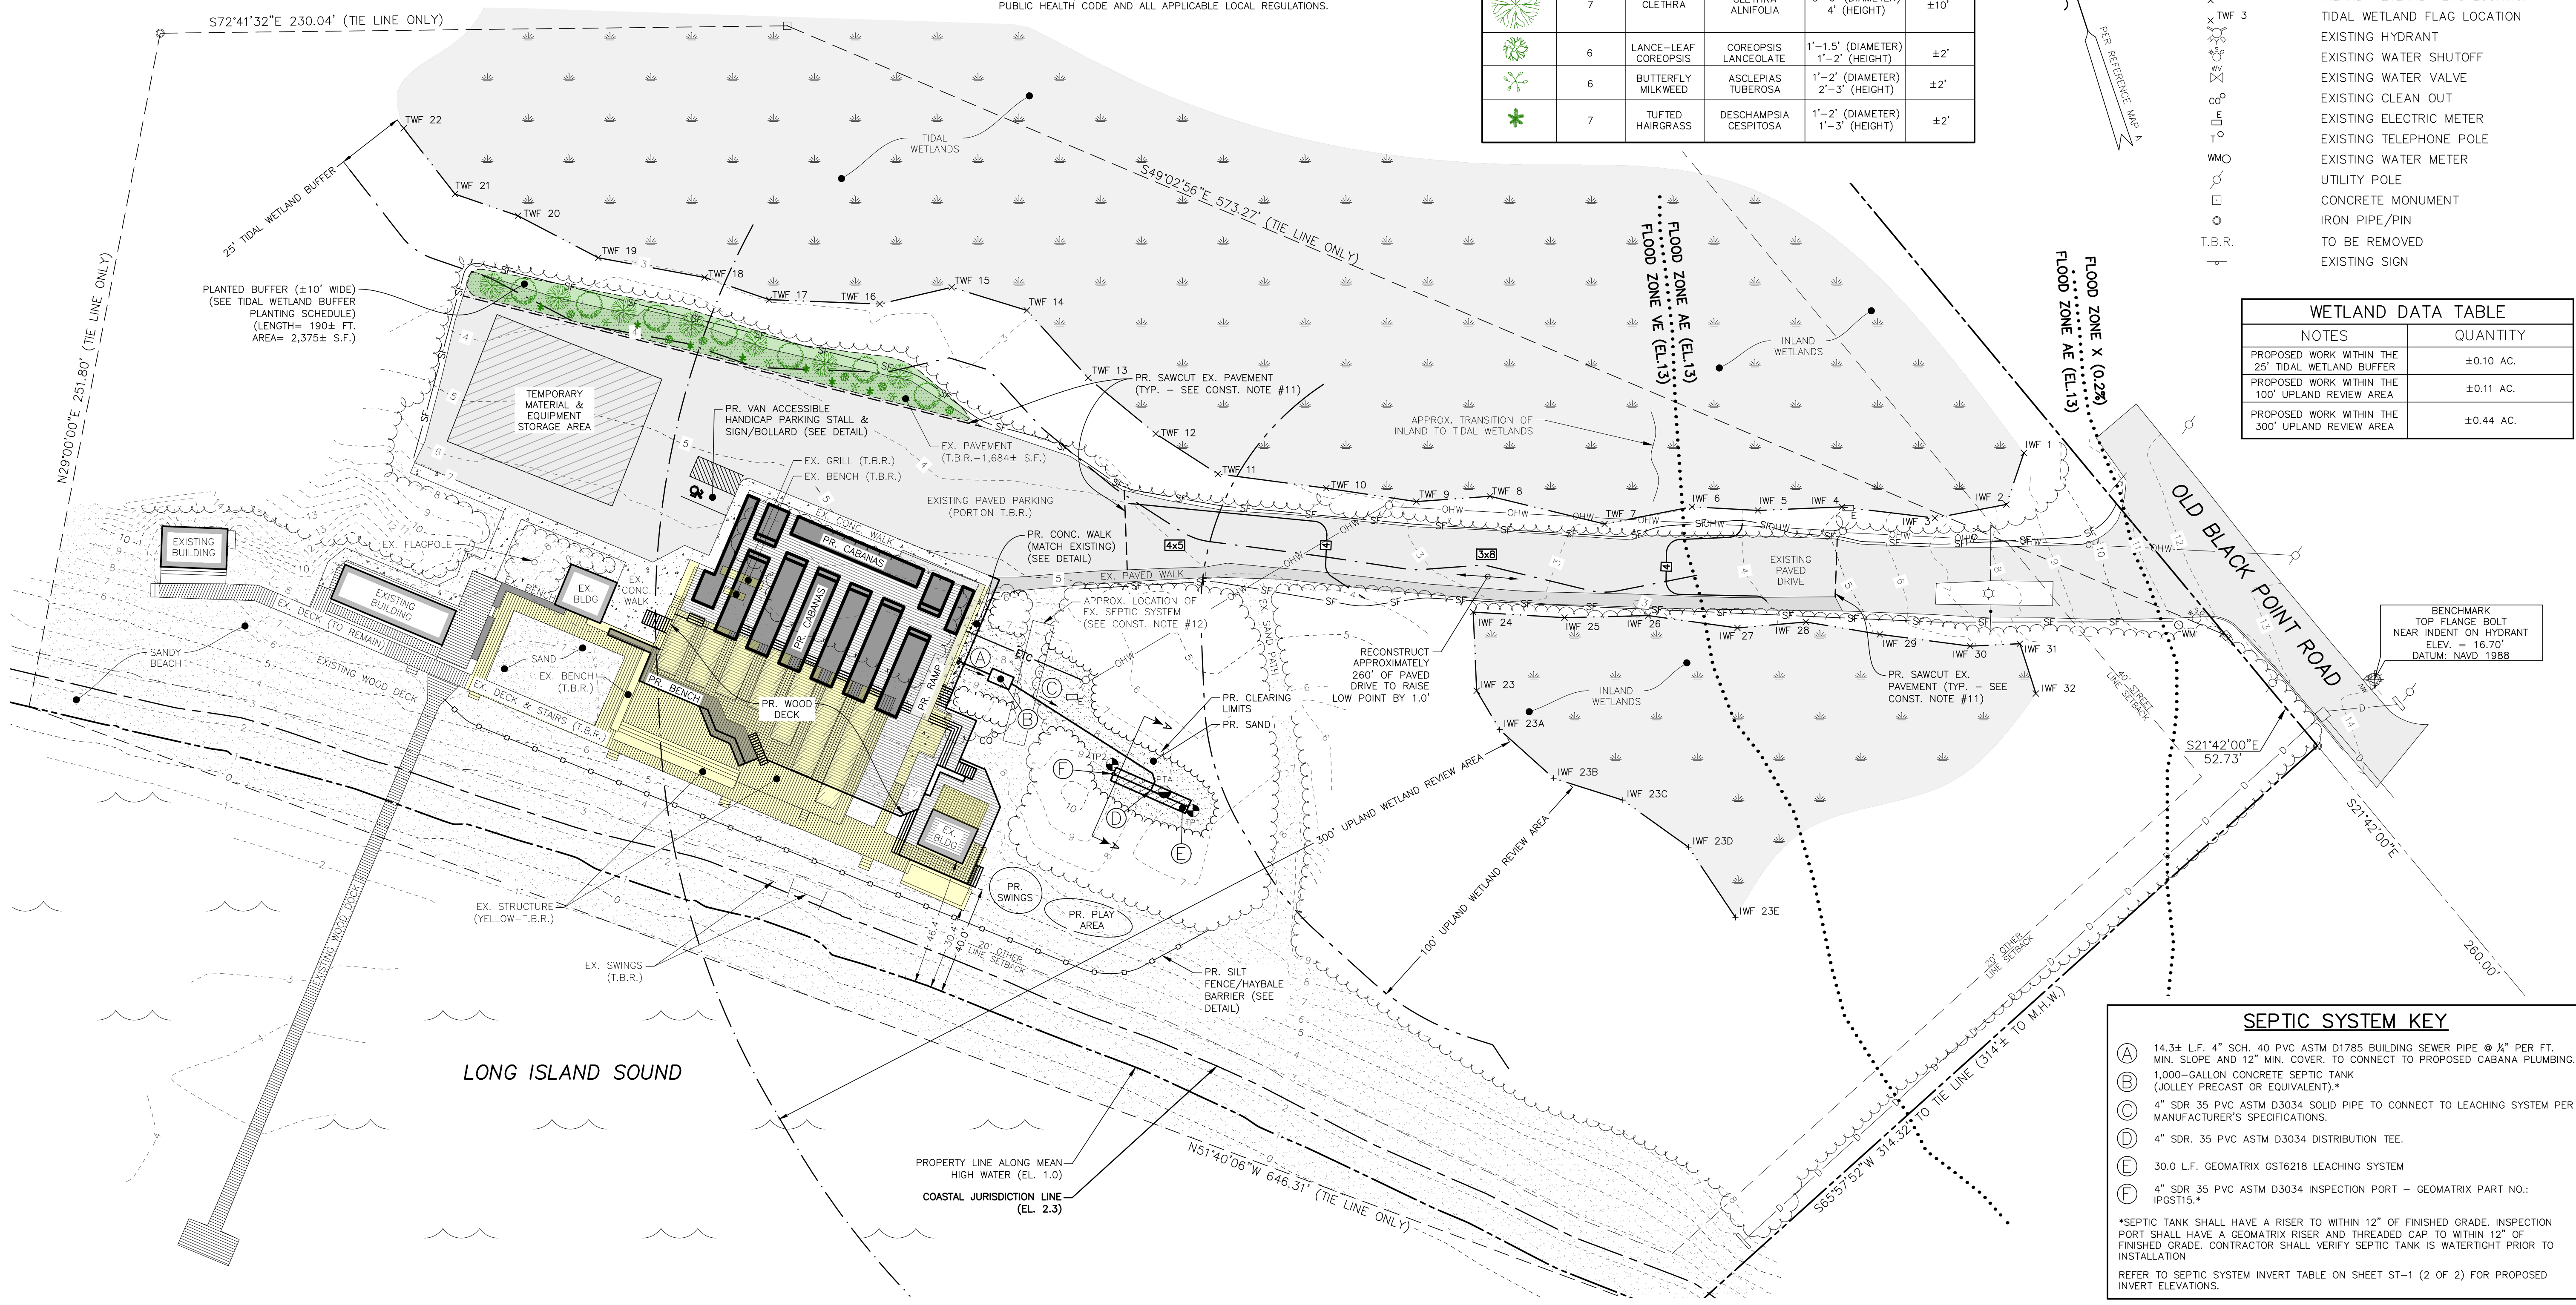 PUBLIC HEALTH CODE AND ALL APPLICABLE LOCAL REGULATIONS.
S72°41'32"E 230.04' (TIE LINE ONLY)
N29°00'00"E 251.80' (TIE LINE ONLY)
25' TIDAL WETLAND BUFFER
TWF 22
TWF 21
TWF 20
TWF 19
TWF 18
TWF 17
TWF 16
TWF 15
TWF 14
TWF 13
TWF 12
TWF 11
TWF 10
TWF 9
TWF 8
TWF 7
TIDAL
WETLANDS
S49°02'56"E 573.27' (TIE LINE ONLY)
PLANTED BUFFER (±10' WIDE)
(SEE TIDAL WETLAND BUFFER
PLANTING SCHEDULE)
(LENGTH= 190± FT.
AREA= 2,375± S.F.)
7 CLETHRA
ALNIFOLIA
4' (HEIGHT)
±10'
6
LANCE-LEAF
COREOPSIS
COREOPSIS
LANCEOLATE
1'-1.5' (DIAMETER)
1'-2' (HEIGHT)
±2'
6
BUTTERFLY
MILKWEED
ASCLEPIAS
TUBEROSA
1'-2' (DIAMETER)
2'-3' (HEIGHT)
±2'
7
TUFTED
HAIRGRASS
DESCHAMPSIA
CESPITOSA
1'-2' (DIAMETER)
1'-3' (HEIGHT)
±2'
PER REFERENCE MAP A
TWF 3 TIDAL WETLAND FLAG LOCATION
EXISTING HYDRANT
EXISTING WATER SHUTOFF
WV EXISTING WATER VALVE
CO EXISTING CLEAN OUT
E EXISTING ELECTRIC METER
T EXISTING TELEPHONE POLE
WM EXISTING WATER METER
UTILITY POLE
CONCRETE MONUMENT
IRON PIPE/PIN
T.B.R. TO BE REMOVED
EXISTING SIGN
WETLAND DATA TABLE
NOTES QUANTITY
PROPOSED WORK WITHIN THE
25' TIDAL WETLAND BUFFER
±0.10 AC.
PROPOSED WORK WITHIN THE
100' UPLAND REVIEW AREA
±0.11 AC.
PROPOSED WORK WITHIN THE
300' UPLAND REVIEW AREA
±0.44 AC.
FLOOD ZONE AE (EL.13)
FLOOD ZONE VE (EL.13)
FLOOD ZONE X (0.2%)
FLOOD ZONE AE (EL.13)
INLAND
WETLANDS
APPROX. TRANSITION OF
INLAND TO TIDAL WETLANDS
TEMPORARY
MATERIAL &
EQUIPMENT
STORAGE AREA
PR. VAN ACCESSIBLE
HANDICAP PARKING STALL &
SIGN/BOLLARD (SEE DETAIL)
PR. SAWCUT EX. PAVEMENT
(TYP. - SEE CONST. NOTE #11)
EX. PAVEMENT
(T.B.R.-1,684± S.F.)
EX. GRILL (T.B.R.)
EX. BENCH (T.B.R.)
EXISTING PAVED PARKING
(PORTION T.B.R.)
EX. CONC. WALK
PR. CABANAS
PR. CABANAS
PR. CONC. WALK
(MATCH EXISTING)
(SEE DETAIL)
4x5
3x8
4
4
EX. PAVED WALK
APPROX. LOCATION OF
EX. SEPTIC SYSTEM
(SEE CONST. NOTE #12)
EX. SAND PATH
EXISTING
PAVED
DRIVE
IWF 1
IWF 2
IWF 3
IWF 4
IWF 5
IWF 6
IWF 24
IWF 25
IWF 26
IWF 27
IWF 28
IWF 29
IWF 30
IWF 31
IWF 32
IWF 23
IWF 23A
IWF 23B
IWF 23C
IWF 23D
IWF 23E
INLAND
WETLANDS
RECONSTRUCT
APPROXIMATELY
260' OF PAVED
DRIVE TO RAISE
LOW POINT BY 1.0'
PR. SAWCUT EX.
PAVEMENT (TYP. - SEE
CONST. NOTE #11)
40' STREET
LINE SETBACK
OLD BLACK POINT ROAD
BENCHMARK
TOP FLANGE BOLT
NEAR INDENT ON HYDRANT
ELEV. = 16.70'
DATUM: NAVD 1988
WM
S21°42'00"E
52.73'
S21°42'00"E
260.00'
EXISTING
BUILDING
EX. FLAGPOLE
EXISTING
BUILDING
EX. BENCH
EX.
BLDG
EX.
CONC.
WALK
EX. DECK (TO REMAIN)
SANDY
BEACH
EXISTING WOOD DECK
SAND
EX. BENCH
(T.B.R.)
EX. DECK & STAIRS (T.B.R.)
PR. BENCH
PR. WOOD
DECK
PR. RAMP
ETC
OHW
SF
A
B
C
CO
PR. CLEARING
LIMITS
PR. SAND
TP2
PTA
TP1
F
D
E
A
A
EX.
BLDG
PR.
SWINGS
PR. PLAY
AREA
300' UPLAND WETLAND REVIEW AREA
100' UPLAND WETLAND REVIEW AREA
EX. STRUCTURE
(YELLOW-T.B.R.)
EX. SWINGS
(T.B.R.)
46.4'
30.4'
40.0'
20' OTHER
LINE SETBACK
PR. SILT
FENCE/HAYBALE
BARRIER (SEE
DETAIL)
EXISTING WOOD DOCK
LONG ISLAND SOUND
PROPERTY LINE ALONG MEAN
HIGH WATER (EL. 1.0)
COASTAL JURISDICTION LINE
(EL. 2.3)
N51°40'06"W 646.31' (TIE LINE ONLY)
20' OTHER
LINE SETBACK
S65°57'52"W 314.32' TO TIE LINE (314'± TO M.H.W.)
SEPTIC SYSTEM KEY
A 14.3± L.F. 4" SCH. 40 PVC ASTM D1785 BUILDING SEWER PIPE @ ¼" PER FT.
MIN. SLOPE AND 12" MIN. COVER. TO CONNECT TO PROPOSED CABANA PLUMBING.
B 1,000-GALLON CONCRETE SEPTIC TANK
(JOLLEY PRECAST OR EQUIVALENT).*
C 4" SDR 35 PVC ASTM D3034 SOLID PIPE TO CONNECT TO LEACHING SYSTEM PER
MANUFACTURER'S SPECIFICATIONS.
D 4" SDR. 35 PVC ASTM D3034 DISTRIBUTION TEE.
E 30.0 L.F. GEOMATRIX GST6218 LEACHING SYSTEM
F 4" SDR 35 PVC ASTM D3034 INSPECTION PORT - GEOMATRIX PART NO.:
IPGST15.*
*SEPTIC TANK SHALL HAVE A RISER TO WITHIN 12" OF FINISHED GRADE. INSPECTION
PORT SHALL HAVE A GEOMATRIX RISER AND THREADED CAP TO WITHIN 12" OF
FINISHED GRADE. CONTRACTOR SHALL VERIFY SEPTIC TANK IS WATERTIGHT PRIOR TO
INSTALLATION
REFER TO SEPTIC SYSTEM INVERT TABLE ON SHEET ST-1 (2 OF 2) FOR PROPOSED
INVERT ELEVATIONS.